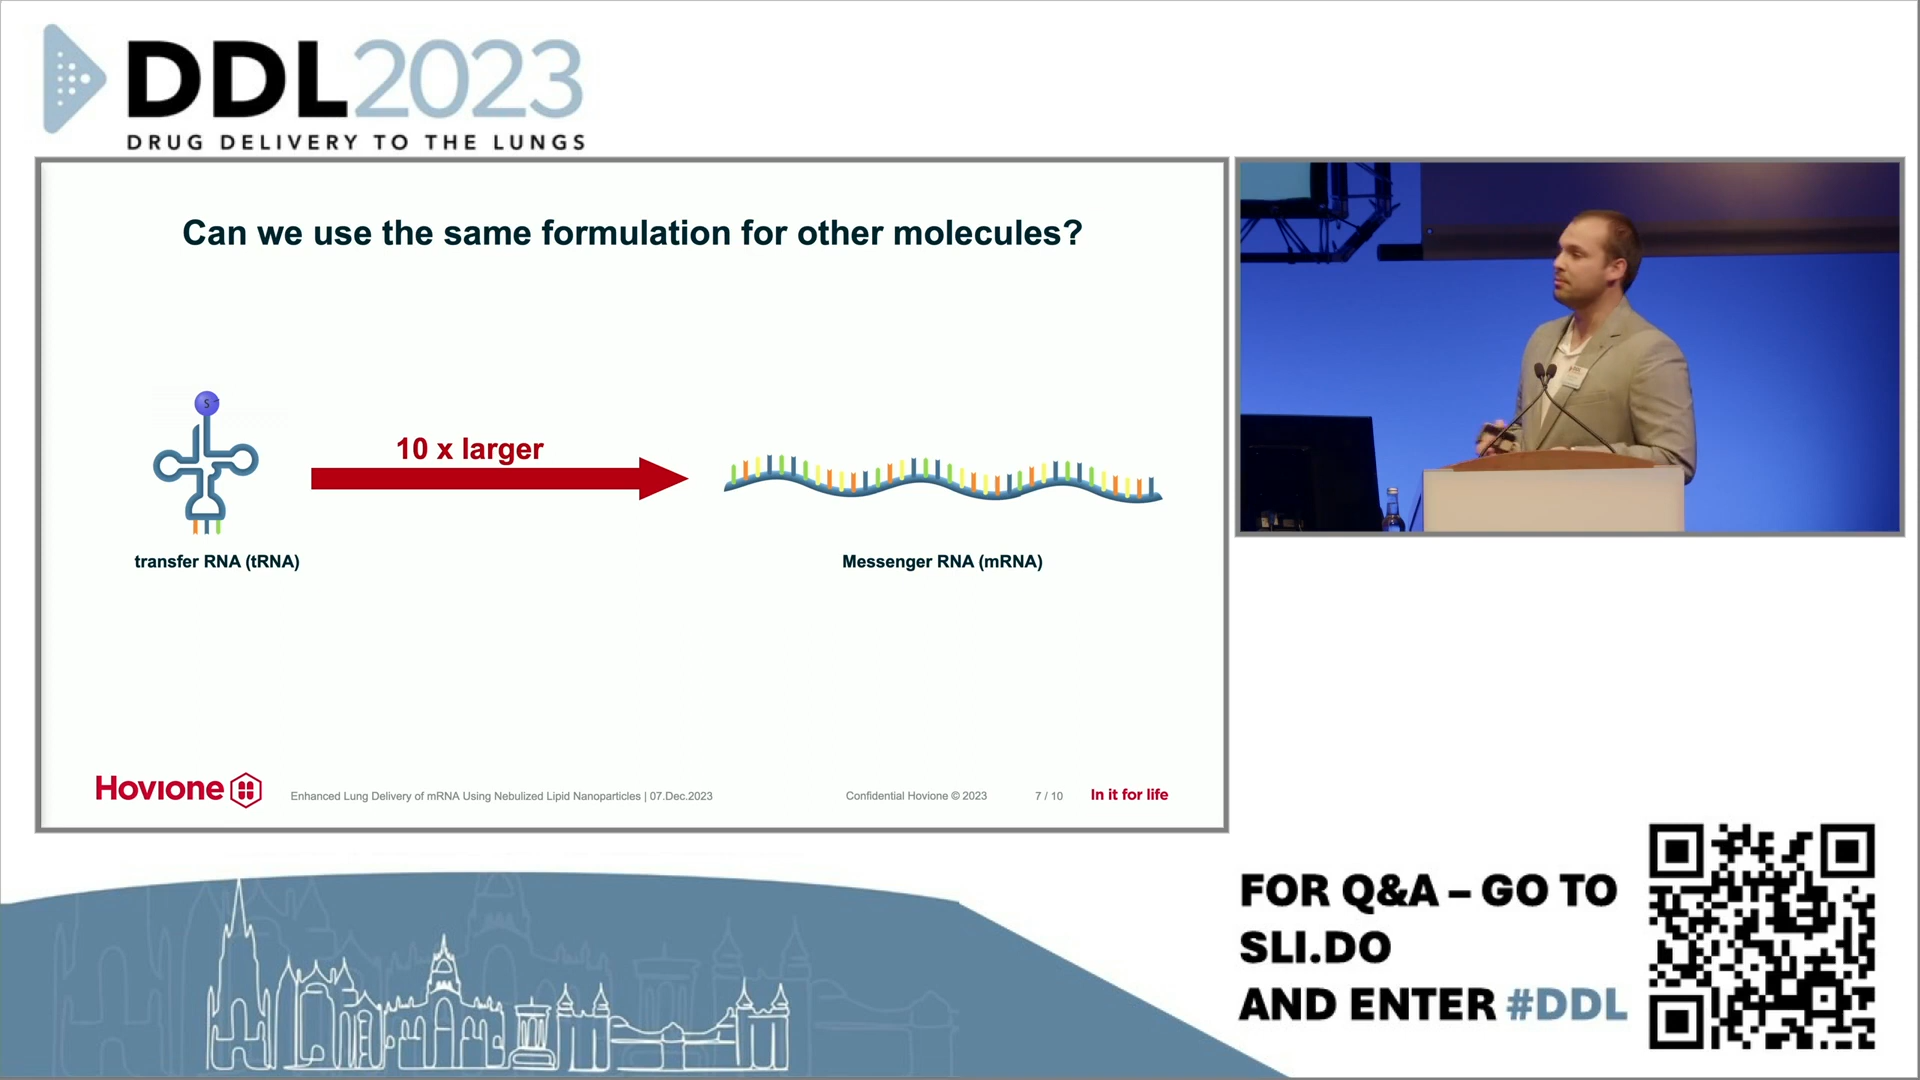 DDL2023
DRUG DELIVERY TO THE LUNGS
Can we use the same formulation for other molecules?
S
10 x larger
transfer RNA (tRNA)
Messenger RNA (mRNA)
Hovione
Enhanced Lung Delivery of mRNA Using Nebulized Lipid Nanoparticles | 07.Dec.2023
Confidential Hovione © 2023
7 / 10
In it for life
FOR Q&A – GO TO
SLI.DO
AND ENTER #DDL